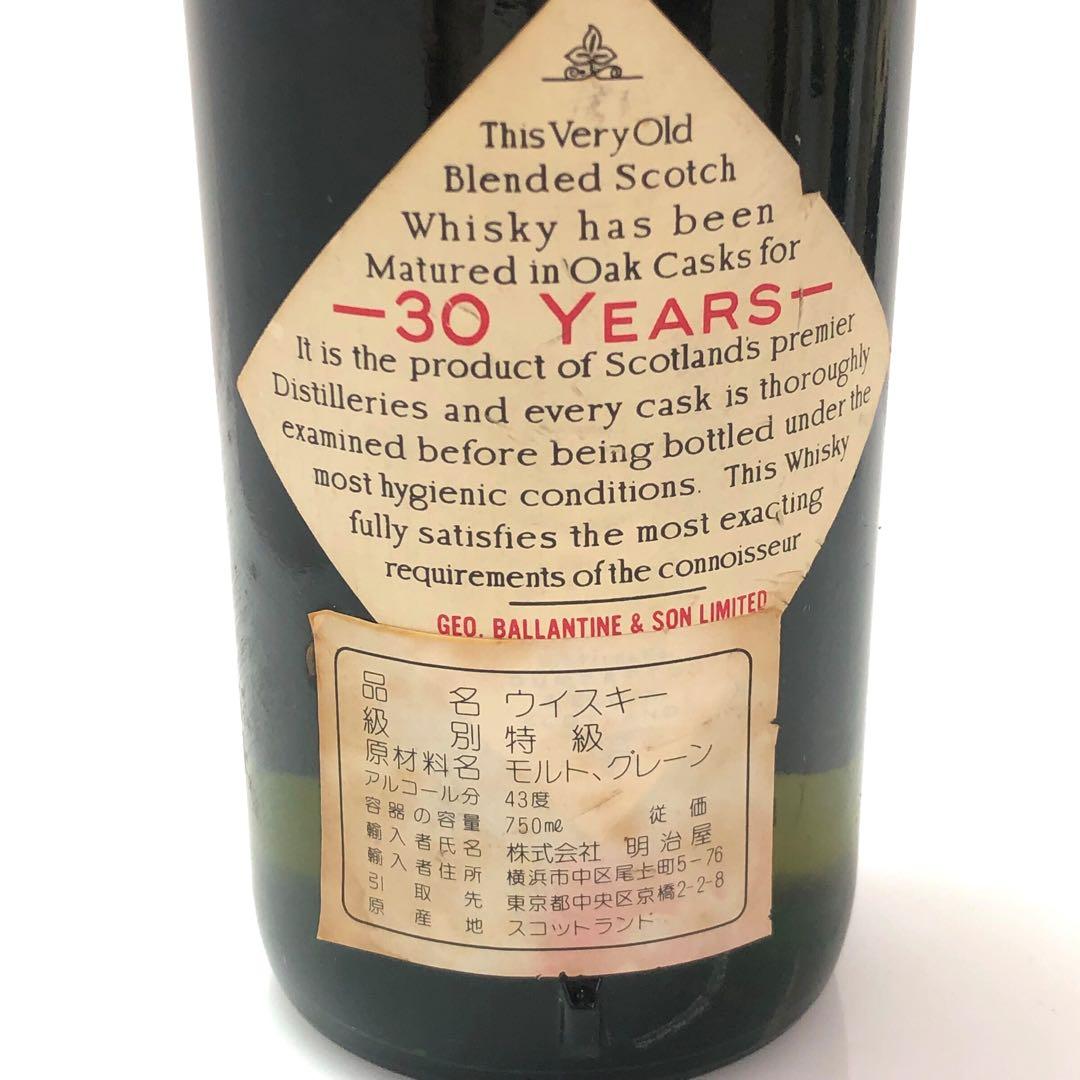 This Very Old
Blended Scotch
Whisky has been
Matured in Oak Casks for
—30 YEARS—
It is the product of Scotland's premier
Distilleries and every cask is thoroughly
examined before being bottled under the
most hygienic conditions. This Whisky
fully satisfies the most exacting
requirements of the connoisseur
GEO. BALLANTINE & SON LIMITED
品名 ウイスキー
級別 特級
原材料名 モルト、グレーン
アルコール分 43度
容器の容量 750ml 従価
輸入者氏名 株式会社 明治屋
輸入者住所 横浜市中区尾上町5-76
引取先 東京都中央区京橋2-2-8
原産地 スコットランド